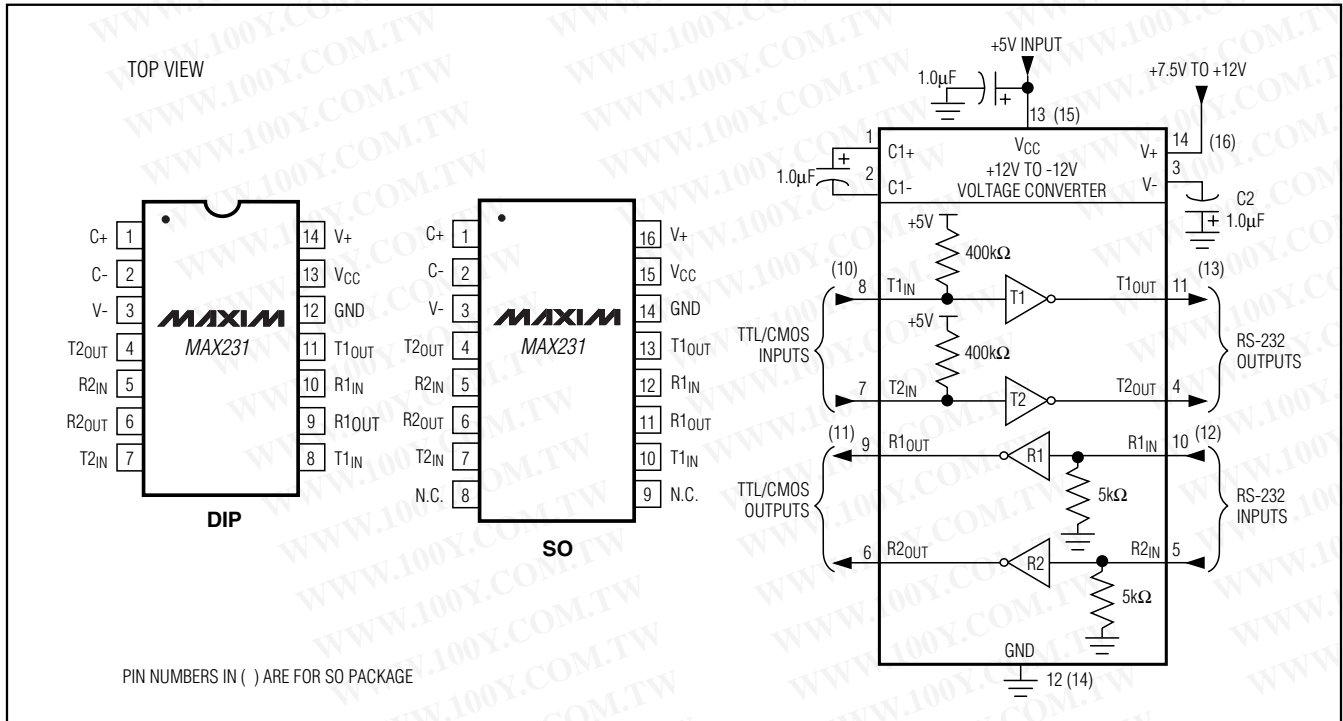 TOP VIEW
C+ 1
C- 2
V- 3
T2OUT 4
R2IN 5
R2OUT 6
T2IN 7
14 V+
13 VCC
12 GND
11 T1OUT
10 R1IN
9 R1OUT
8 T1IN
MAXIM
MAX231
DIP
C+ 1
C- 2
V- 3
T2OUT 4
R2IN 5
R2OUT 6
T2IN 7
N.C. 8
16 V+
15 VCC
14 GND
13 T1OUT
12 R1IN
11 R1OUT
10 T1IN
9 N.C.
MAXIM
MAX231
SO
PIN NUMBERS IN ( ) ARE FOR SO PACKAGE
+5V INPUT
+7.5V TO +12V
1.0µF
+
13 (15)
1
C1+
VCC
V+
14
(16)
1.0µF
+
2
C1-
+12V TO -12V
VOLTAGE CONVERTER
V-
3
C2
+ 1.0µF
+5V
400kΩ
(10)
8
T1IN
T1
T1OUT
11
(13)
+5V
400kΩ
TTL/CMOS
INPUTS
RS-232
OUTPUTS
7
T2IN
T2
T2OUT
4
(11)
9
R1OUT
R1
R1IN
10
(12)
5kΩ
TTL/CMOS
OUTPUTS
RS-232
INPUTS
6
R2OUT
R2
R2IN
5
5kΩ
GND
12 (14)
WWW.100Y.COM.TW